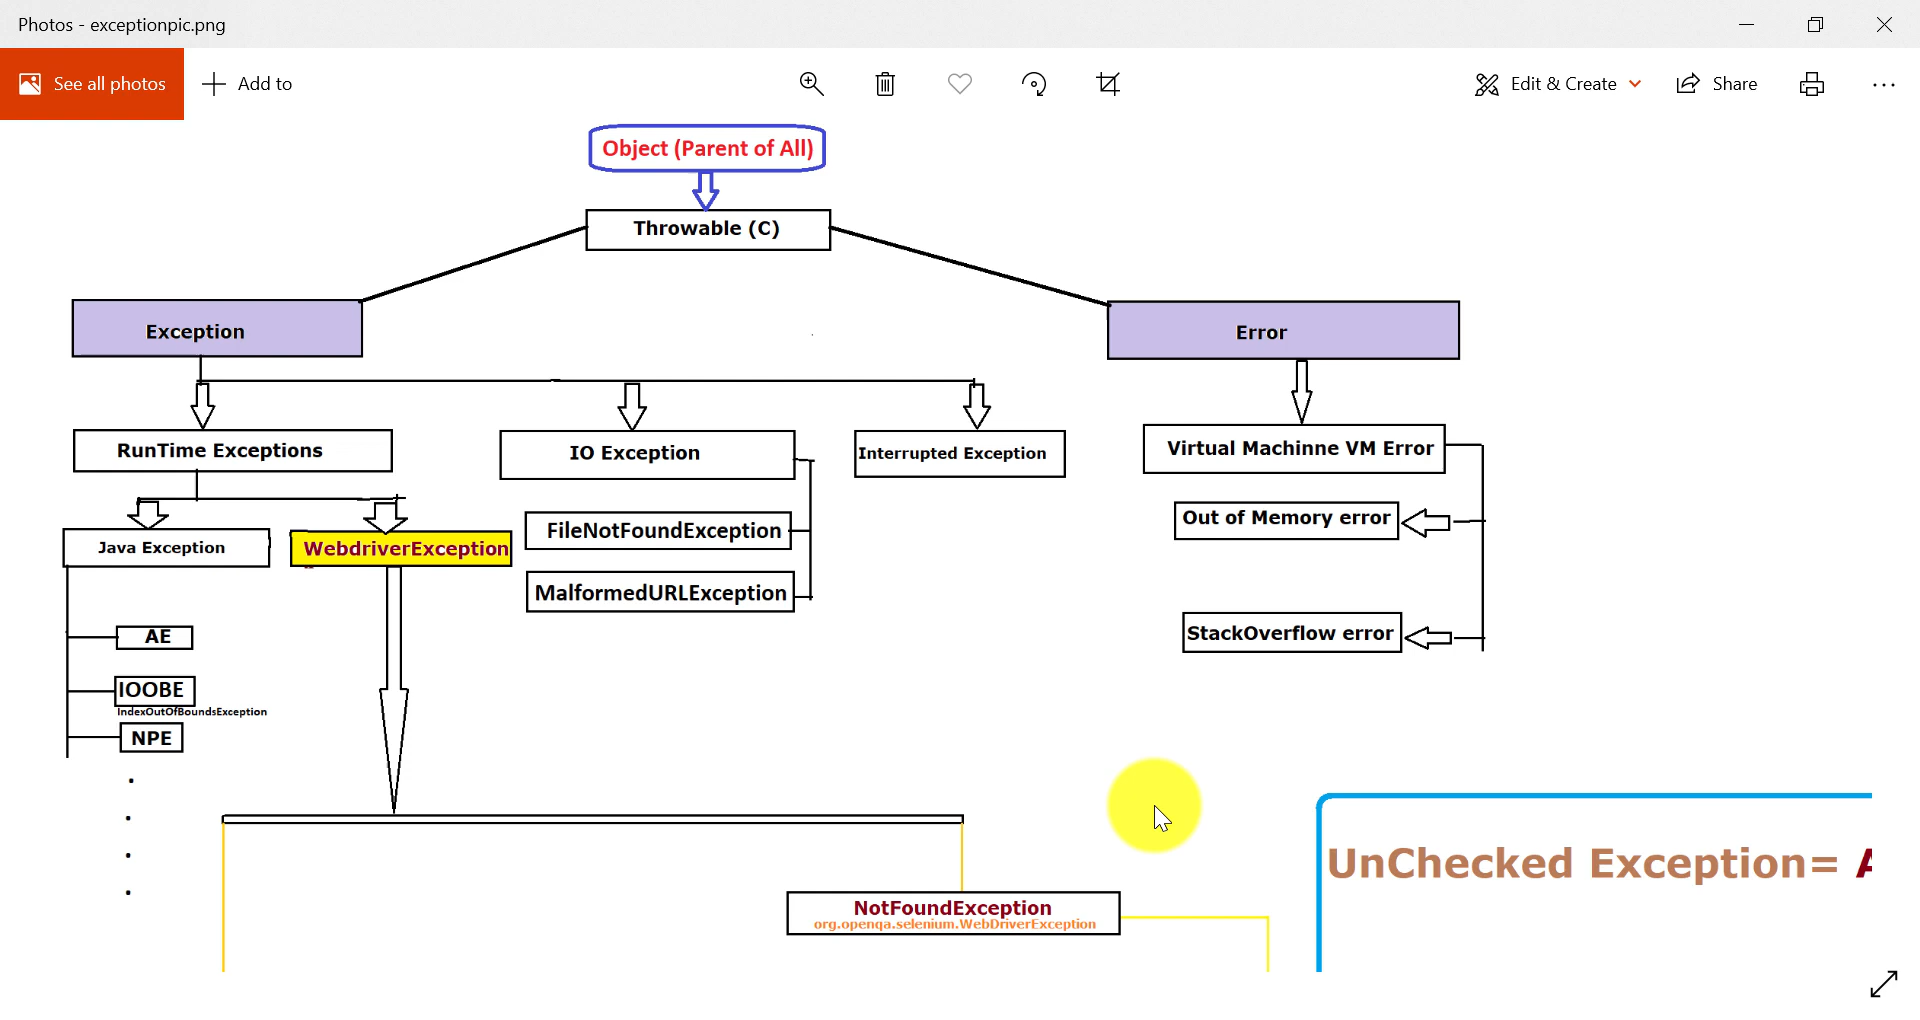 Photos - exceptionpic.png
See all photos
Add to
Edit & Create
Share
Object (Parent of All)
Throwable (C)
Exception
Error
RunTime Exceptions
IO Exception
Interrupted Exception
Virtual Machinne VM Error
Java Exception
WebdriverException
FileNotFoundException
Out of Memory error
MalformedURLException
AE
StackOverflow error
IOOBE
IndexOutOfBoundsException
NPE
UnChecked Exception=
NotFoundException
org.openqa.selenium.WebDriverException